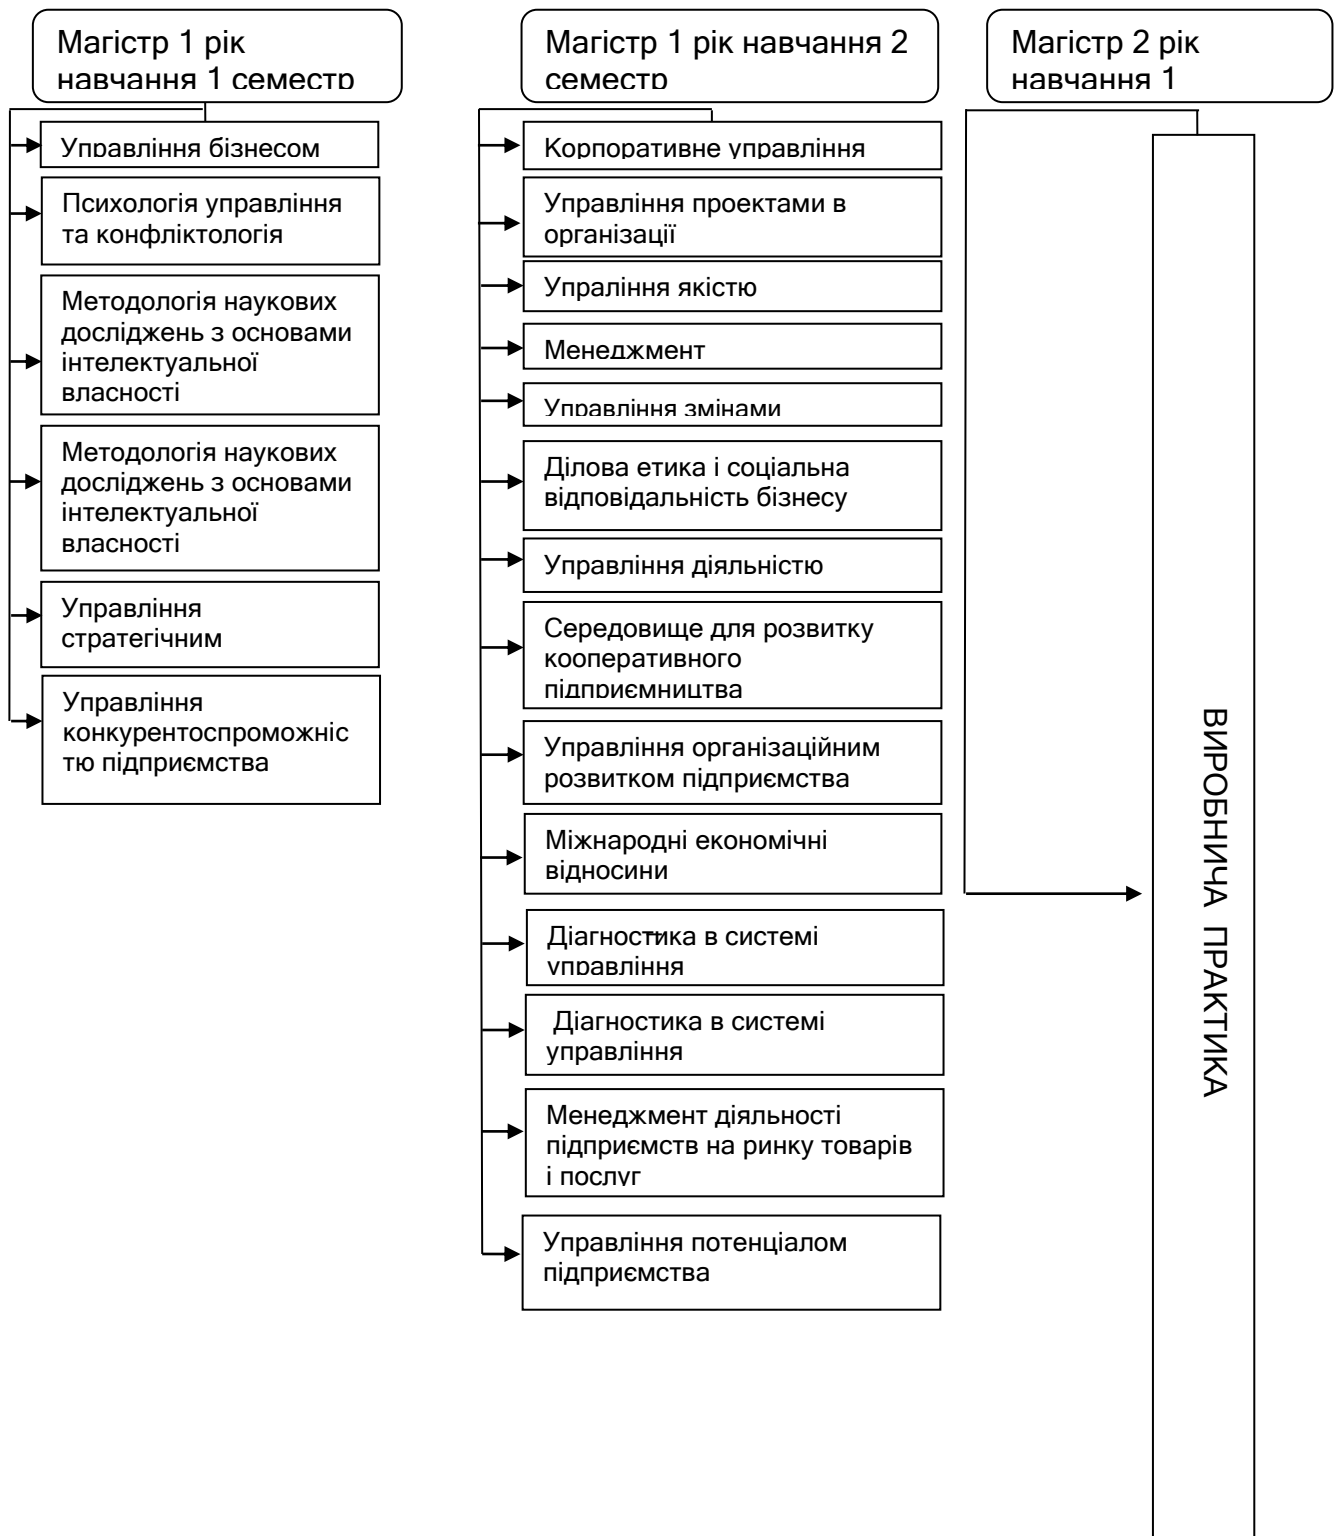 Магістр 1 рік
навчання 1 семестр
Управління бізнесом
Психологія управління
та конфліктологія
Методологія наукових
досліджень з основами
інтелектуальної
власності
Методологія наукових
досліджень з основами
інтелектуальної
власності
Управління
стратегічним
Управління
конкурентоспроможніс
тю підприємства
Магістр 1 рік навчання 2
семестр
Корпоративне управління
Управління проектами в
організації
Упраління якістю
Менеджмент
Управління змінами
Ділова етика і соціальна
відповідальність бізнесу
Управління діяльністю
Середовище для розвитку
кооперативного
підприємництва
Управління організаційним
розвитком підприємства
Міжнародні економічні
відносини
Діагностика в системі
управління
Діагностика в системі
управління
Менеджмент діяльності
підприємств на ринку товарів
і послуг
Управління потенціалом
підприємства
Магістр 2 рік
навчання 1
ВИРОБНИЧА ПРАКТИКА